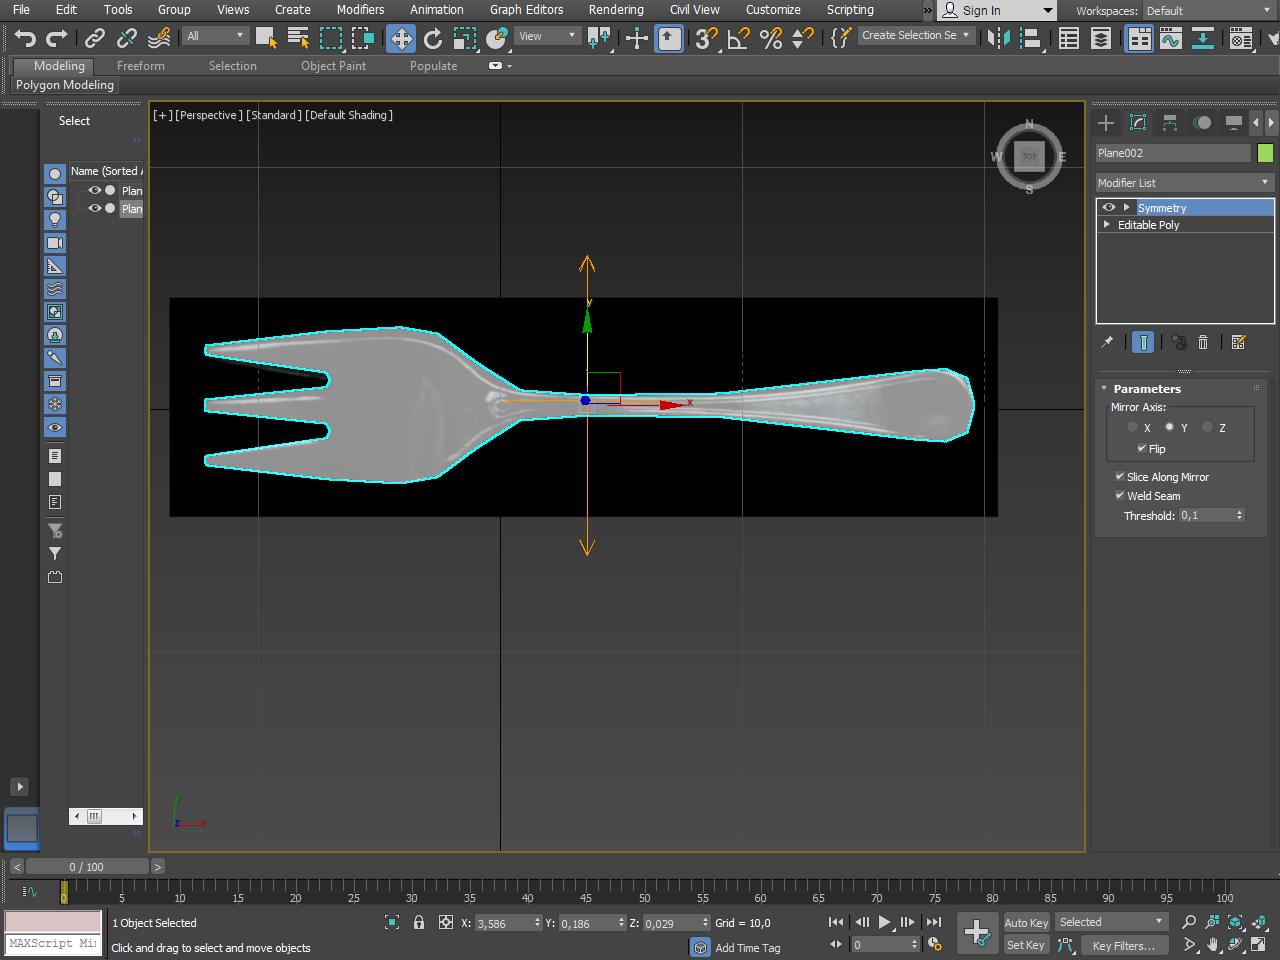 File Edit Tools Group Views Create Modifiers Animation Graph Editors Rendering Civil View Customize Scripting » Sign In Workspaces: Default
All View 3 Create Selection Se
Modeling Freeform Selection Object Paint Populate
Polygon Modeling
Select
Name (Sorted A
Plan
Plan
[+] [Perspective] [Standard] [Default Shading]
N
W TOP E
S
y
x
y
z x
Plane002
Modifier List
Symmetry
Editable Poly
Parameters
Mirror Axis:
X Y Z
Flip
Slice Along Mirror
Weld Seam
Threshold: 0,1
< 0 / 100 >
0 5 10 15 20 25 30 35 40 45 50 55 60 65 70 75 80 85 90 95 100
1 Object Selected X: 3,586 Y: 0,186 Z: 0,029 Grid = 10,0 Auto Key Selected
MAXScript Mi Click and drag to select and move objects Add Time Tag 0 Set Key Key Filters...